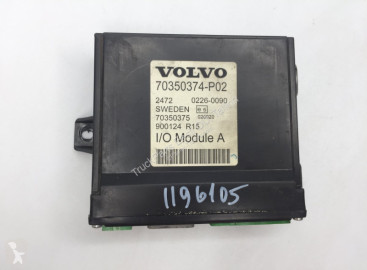 VOLVO
70350374-P02
2472 0226-0090
SWEDEN
70350375
900124 R15
I/O Module A
1196105